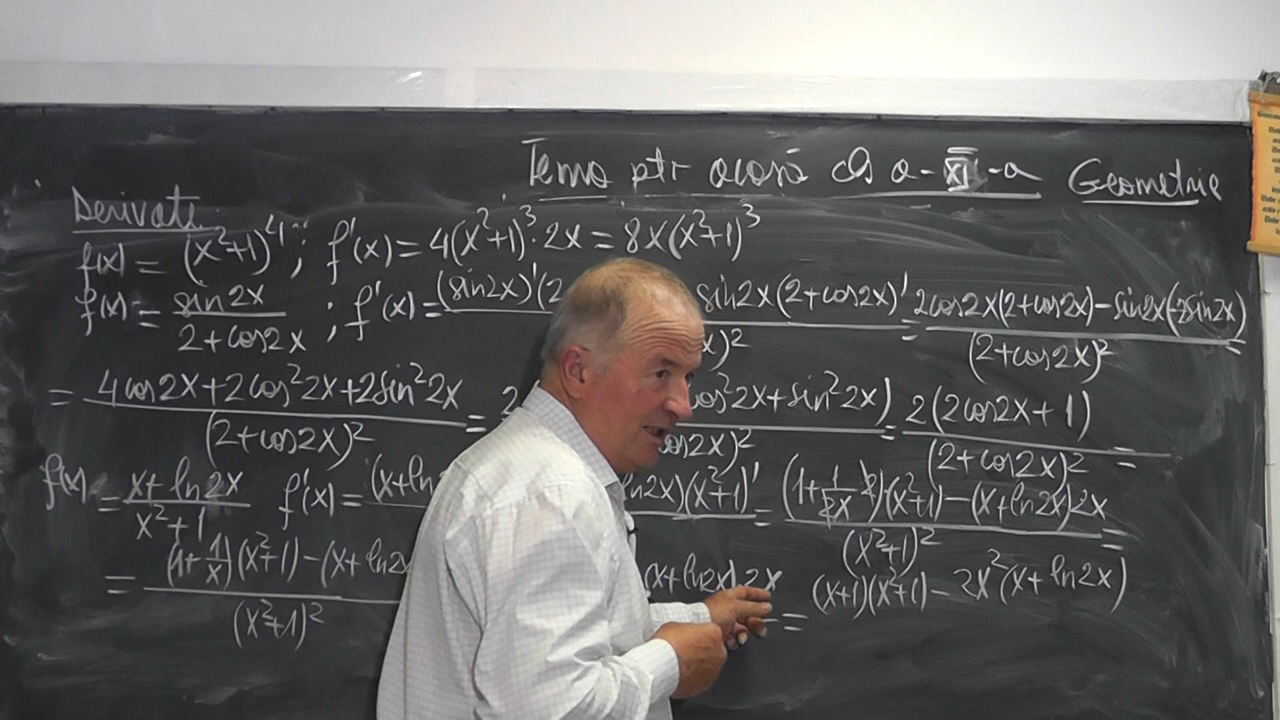 Tema ptr acasă cls a-XI-a Geometrie
Derivate
f(x) = (x²+1)⁴; f'(x) = 4(x²+1)³·2x = 8x(x²+1)³
f(x) = sin2x / 2+cos2x ; f'(x) = (sin2x)'(2 sin2x(2+cos2x)' = 2cos2x(2+cos2x)-sin2x(-2sin2x) / (2+cos2x)² =
= 4cos2x+2cos²2x+2sin²2x / (2+cos2x)² = 2 cos²2x+sin²2x) / cos2x)² = 2(2cos2x+1) / (2+cos2x)² =
f(x) = x+ln2x / x²+1 f'(x) = (x+ln ln2x)(x²+1)' = (1+1/2x·2)(x²+1)-(x+ln2x)2x / (x²+1)² =
= (1+1/x)(x²+1)-(x+ln2x / (x²+1)² (x+ln2x)2x = (x+1)(x²+1)-2x²(x+ln2x)